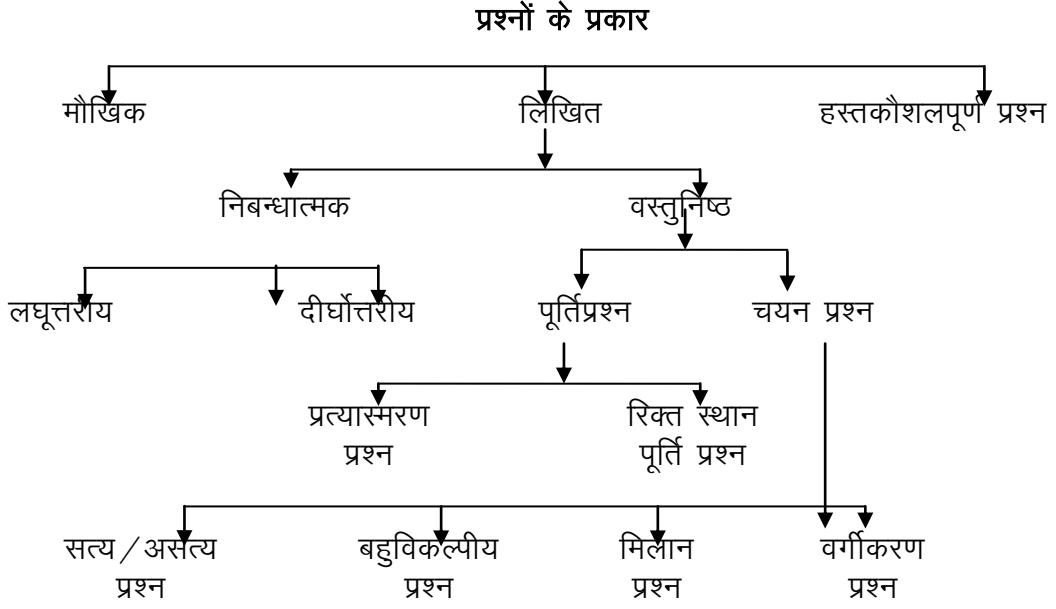 प्रश्नों के प्रकार
मौखिक लिखित हस्तकौशलपूर्ण प्रश्न
निबन्धात्मक वस्तुनिष्ठ
लघूत्तरीय दीर्घोत्तरीय पूर्तिप्रश्न चयन प्रश्न
प्रत्यास्मरण रिक्त स्थान
प्रश्न पूर्ति प्रश्न
सत्य/असत्य बहुविकल्पीय मिलान वर्गीकरण
प्रश्न प्रश्न प्रश्न प्रश्न